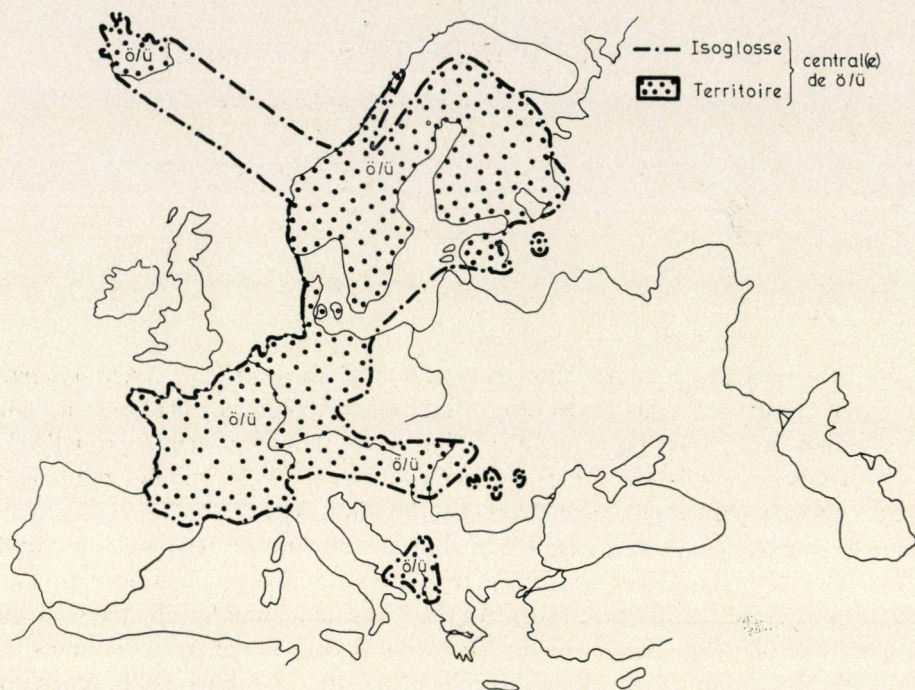 Isoglosse
Territoire
central(e)
de ö/ü
ö/ü
ö/ü
ö/ü
ö/ü
ö/ü